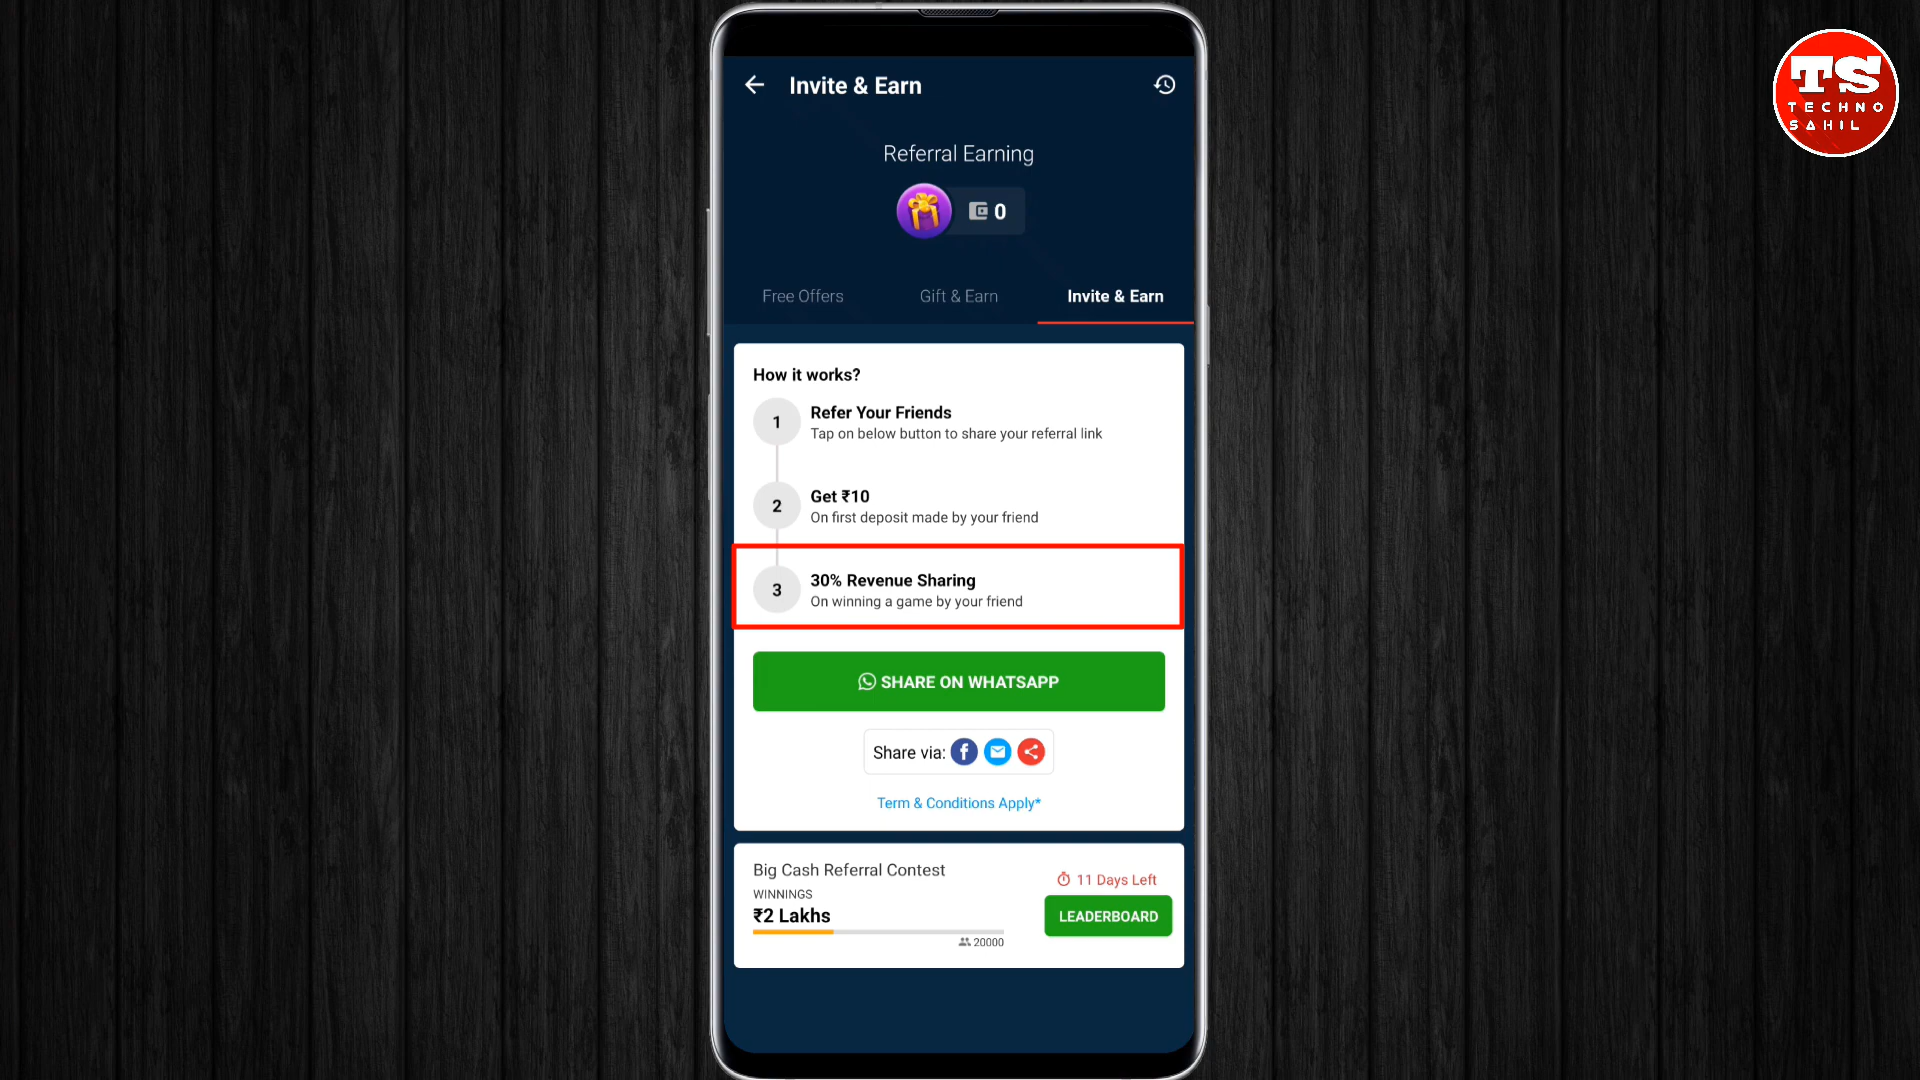 Invite & Earn
TS
TECHNO
SAHIL
Referral Earning
0
Free Offers
Gift & Earn
Invite & Earn
How it works?
1
Refer Your Friends
Tap on below button to share your referral link
2
Get ₹10
On first deposit made by your friend
3
30% Revenue Sharing
On winning a game by your friend
SHARE ON WHATSAPP
Share via:
Term & Conditions Apply*
Big Cash Referral Contest
11 Days Left
WINNINGS
₹2 Lakhs
LEADERBOARD
20000